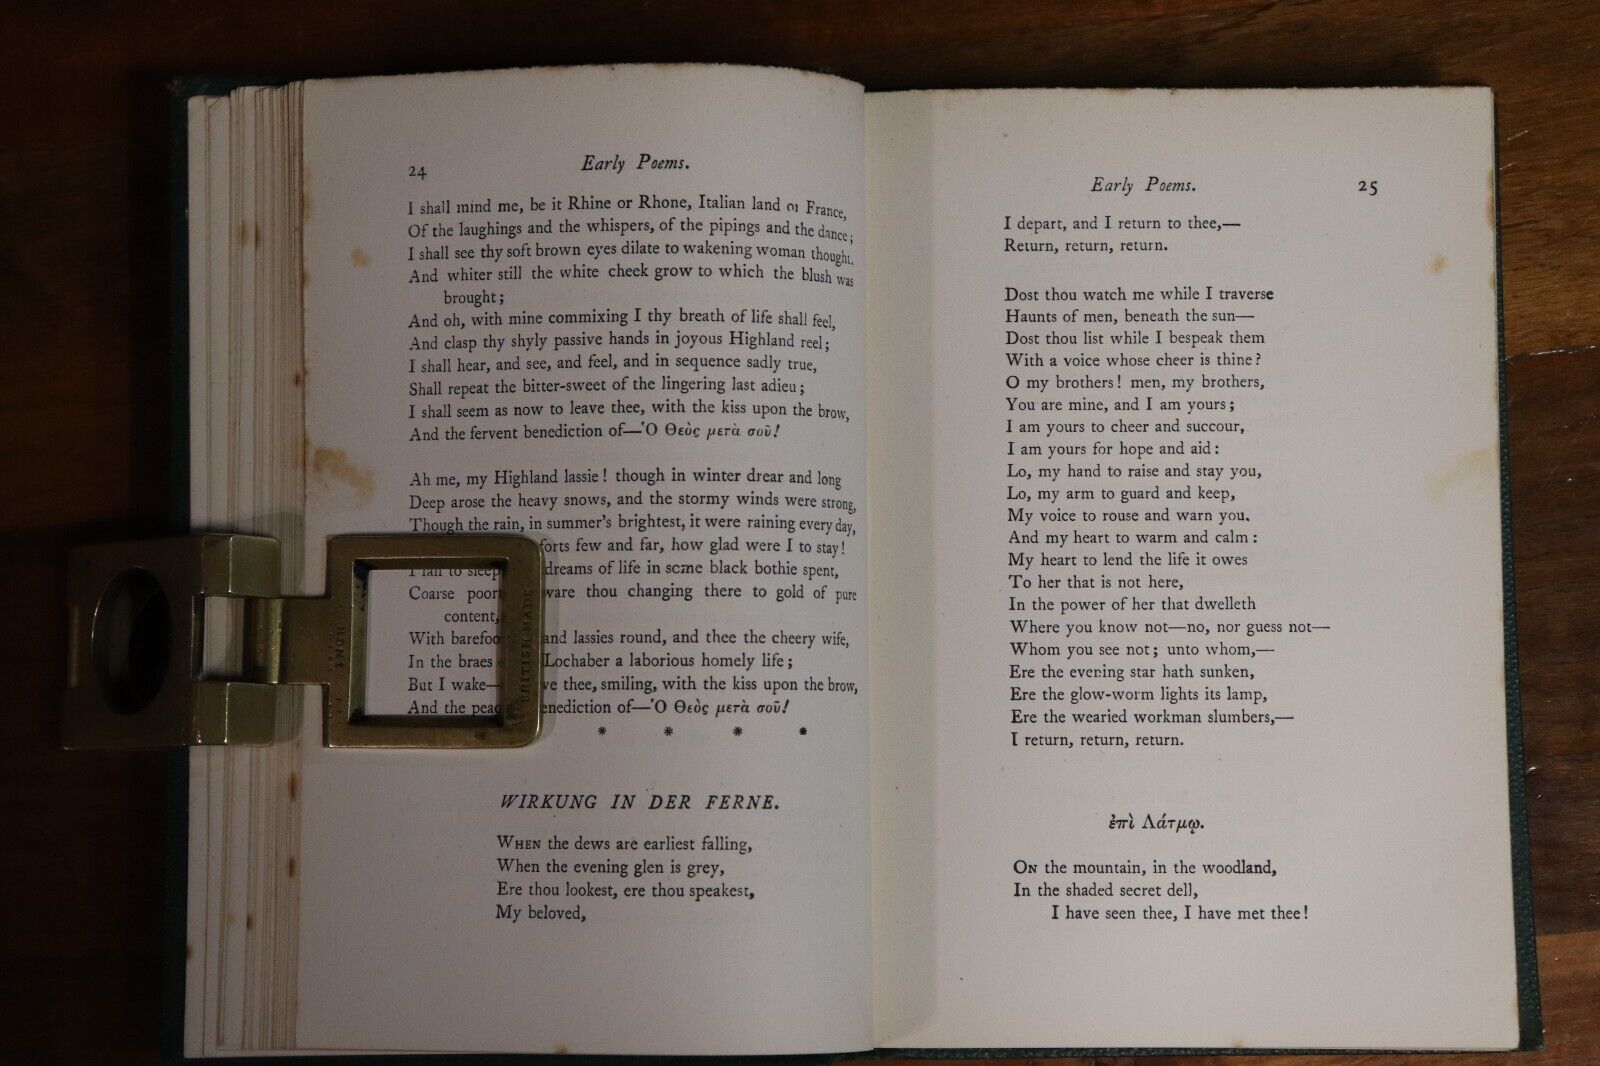 24
Early Poems.
I shall mind me, be it Rhine or Rhone, Italian land or France,
Of the laughings and the whispers, of the pipings and the dance;
I shall see thy soft brown eyes dilate to wakening woman thought,
And whiter still the white cheek grow to which the blush was
brought;
And oh, with mine commixing I thy breath of life shall feel,
And clasp thy shyly passive hands in joyous Highland reel;
I shall hear, and see, and feel, and in sequence sadly true,
Shall repeat the bitter-sweet of the lingering last adieu;
I shall seem as now to leave thee, with the kiss upon the brow,
And the fervent benediction of—Ὁ Θεὸς μετὰ σοῦ!
Ah me, my Highland lassie! though in winter drear and long
Deep arose the heavy snows, and the stormy winds were strong,
Though the rain, in summer's brightest, it were raining every day,
forts few and far, how glad were I to stay!
I fall to sleep dreams of life in some black bothie spent,
Coarse poor ware thou changing there to gold of pure
content,
With barefoo and lassies round, and thee the cheery wife,
In the braes Lochaber a laborious homely life;
But I wake— ve thee, smiling, with the kiss upon the brow,
And the pea enediction of—Ὁ Θεὸς μετὰ σοῦ!
* * * *
WIRKUNG IN DER FERNE.
WHEN the dews are earliest falling,
When the evening glen is grey,
Ere thou lookest, ere thou speakest,
My beloved,
BRITISH MADE
Early Poems.
25
I depart, and I return to thee,—
Return, return, return.
Dost thou watch me while I traverse
Haunts of men, beneath the sun—
Dost thou list while I bespeak them
With a voice whose cheer is thine?
O my brothers! men, my brothers,
You are mine, and I am yours;
I am yours to cheer and succour,
I am yours for hope and aid:
Lo, my hand to raise and stay you,
Lo, my arm to guard and keep,
My voice to rouse and warn you,
And my heart to warm and calm:
My heart to lend the life it owes
To her that is not here,
In the power of her that dwelleth
Where you know not—no, nor guess not—
Whom you see not; unto whom,—
Ere the evening star hath sunken,
Ere the glow-worm lights its lamp,
Ere the wearied workman slumbers,—
I return, return, return.
ἐπὶ Λάτμῳ.
ON the mountain, in the woodland,
In the shaded secret dell,
I have seen thee, I have met thee!